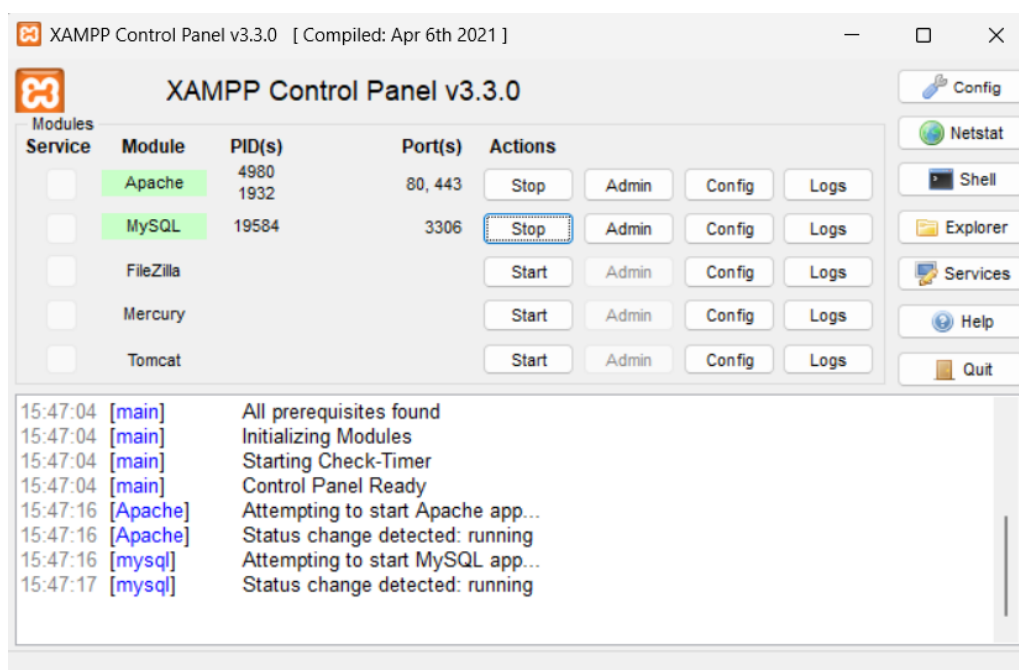 XAMPP Control Panel v3.3.0 [ Compiled: Apr 6th 2021 ]
XAMPP Control Panel v3.3.0
Config
Modules
Service Module PID(s) Port(s) Actions
Netstat
Apache 4980 1932 80, 443 Stop Admin Config Logs
Shell
MySQL 19584 3306 Stop Admin Config Logs
Explorer
FileZilla Start Admin Config Logs
Services
Mercury Start Admin Config Logs
Help
Tomcat Start Admin Config Logs
Quit
15:47:04 [main] All prerequisites found
15:47:04 [main] Initializing Modules
15:47:04 [main] Starting Check-Timer
15:47:04 [main] Control Panel Ready
15:47:16 [Apache] Attempting to start Apache app...
15:47:16 [Apache] Status change detected: running
15:47:16 [mysql] Attempting to start MySQL app...
15:47:17 [mysql] Status change detected: running